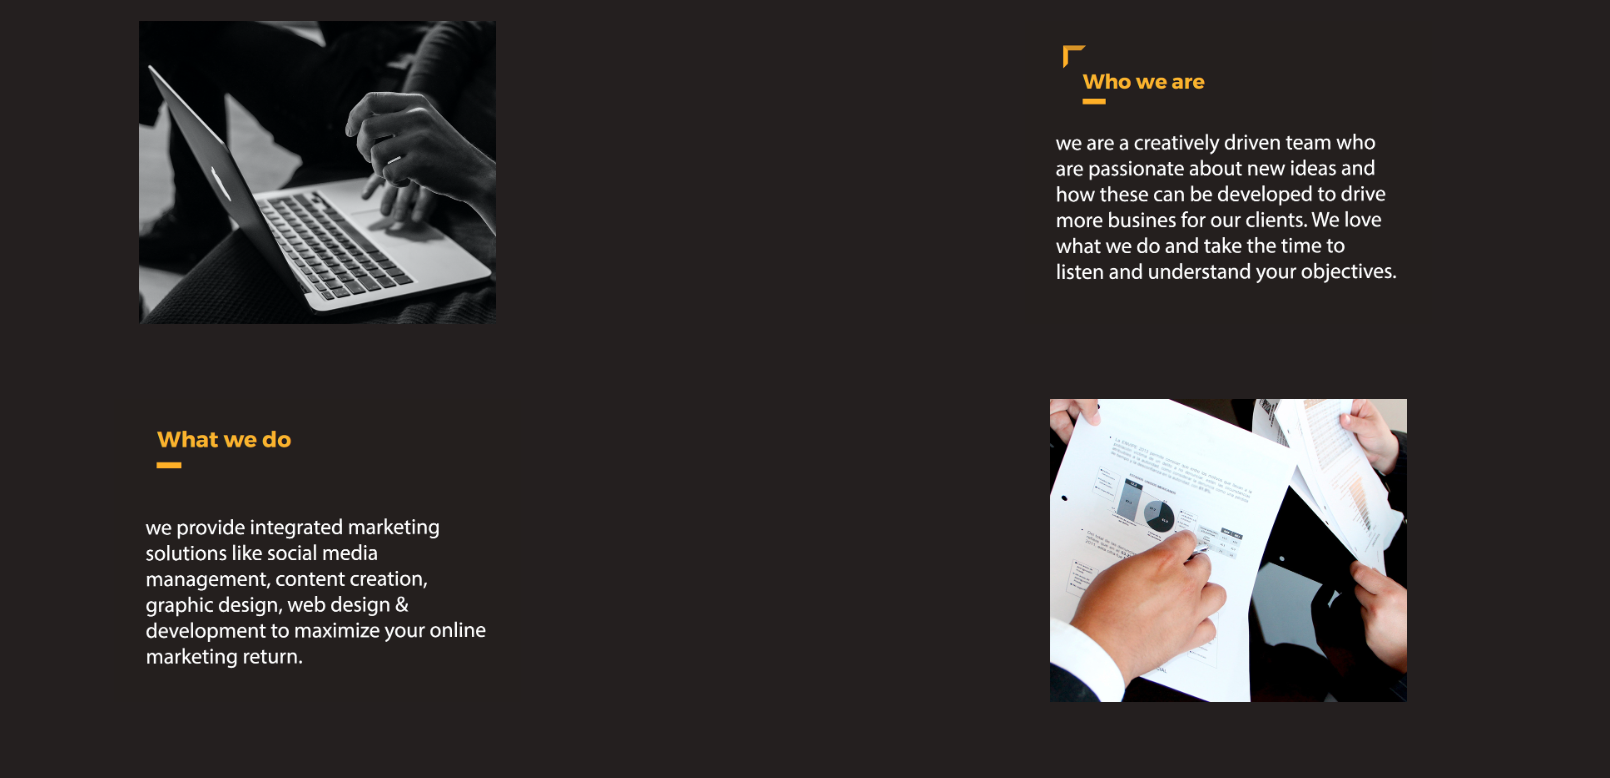 Who we are
we are a creatively driven team who
are passionate about new ideas and
how these can be developed to drive
more busines for our clients. We love
what we do and take the time to
listen and understand your objectives.
What we do
we provide integrated marketing
solutions like social media
management, content creation,
graphic design, web design &
development to maximize your online
marketing return.